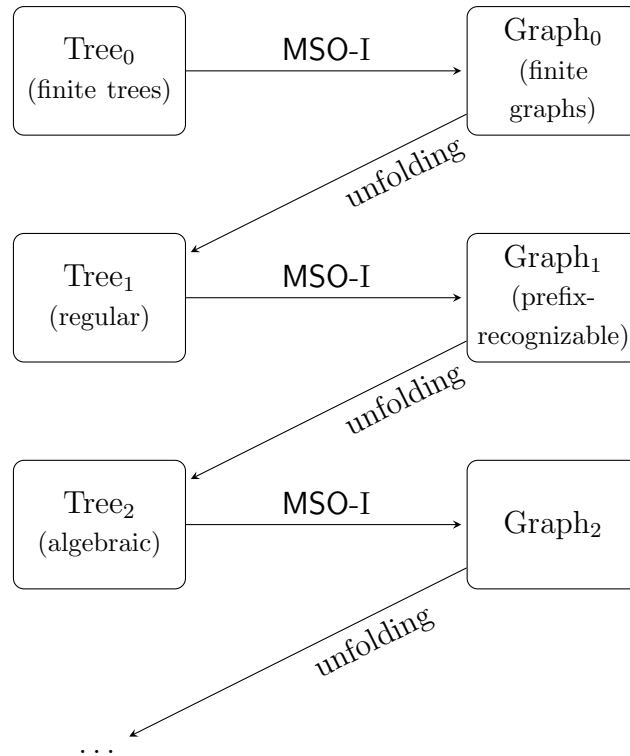 Tree₀
(finite trees)
MSO-I
Graph₀
(finite
graphs)
unfolding
Tree₁
(regular)
MSO-I
Graph₁
(prefix-
recognizable)
unfolding
Tree₂
(algebraic)
MSO-I
Graph₂
unfolding
...